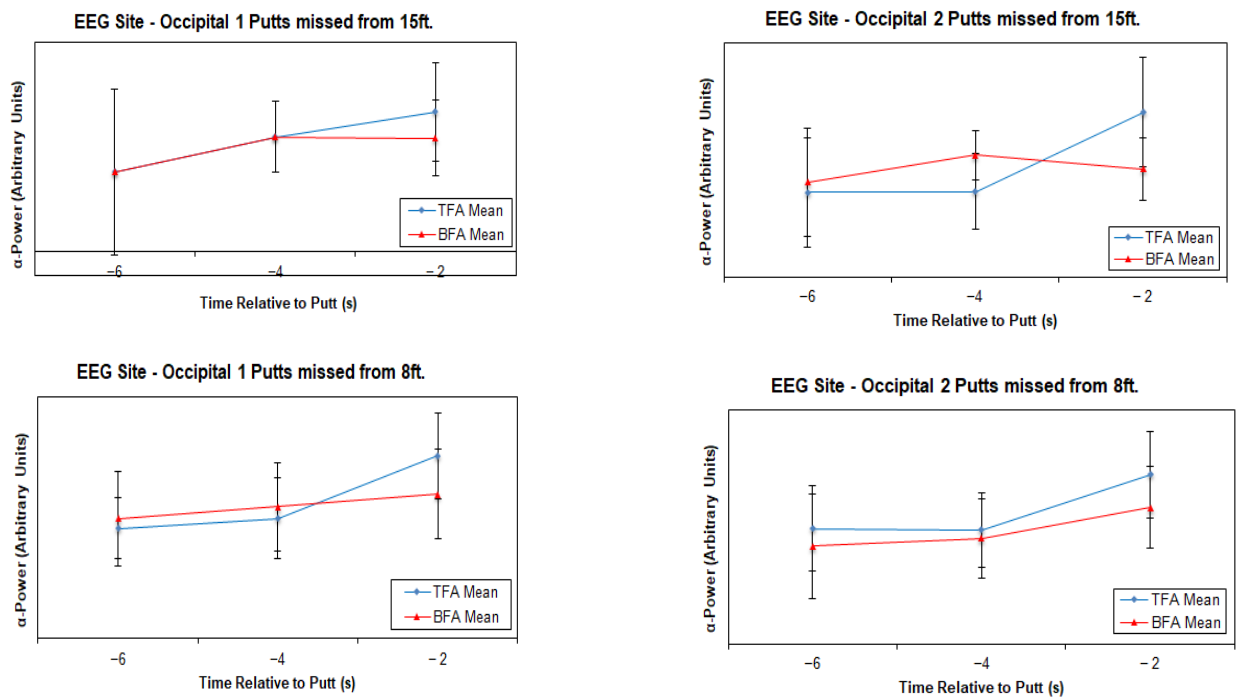 EEG Site - Occipital 1 Putts missed from 15ft.
α-Power (Arbitrary Units)
TFA Mean
BFA Mean
−6
−4
−2
Time Relative to Putt (s)
EEG Site - Occipital 2 Putts missed from 15ft.
α-Power (Arbitrary Units)
TFA Mean
BFA Mean
−6
−4
− 2
Time Relative to Putt (s)
EEG Site - Occipital 1 Putts missed from 8ft.
α-Power (Arbitrary Units)
TFA Mean
BFA Mean
−6
−4
− 2
Time Relative to Putt (s)
EEG Site - Occipital 2 Putts missed from 8ft.
α-Power (Arbitrary Units)
TFA Mean
BFA Mean
−6
−4
− 2
Time Relative to Putt (s)